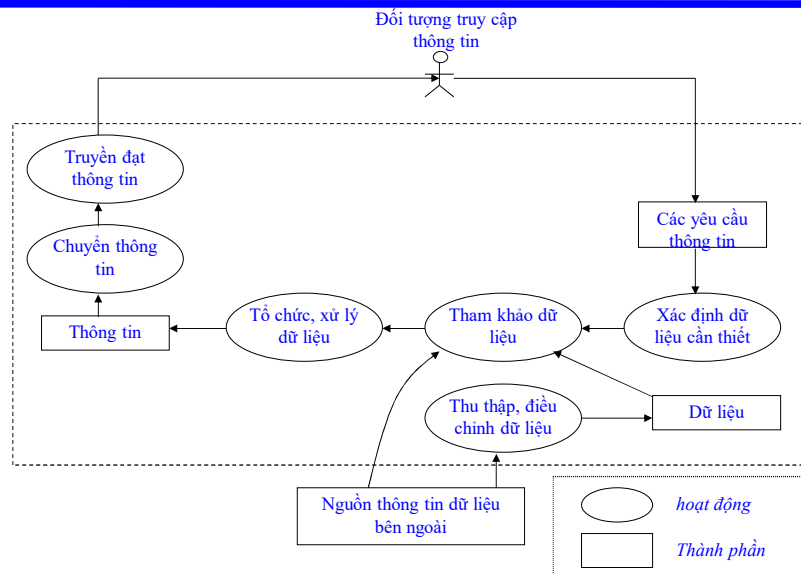 Đối tượng truy cập
thông tin
Truyền đạt
thông tin
Các yêu cầu
thông tin
Chuyển thông
tin
Thông tin
Tổ chức, xử lý
dữ liệu
Tham khảo dữ
liệu
Xác định dữ
liệu cần thiết
Thu thập, điều
chỉnh dữ liệu
Dữ liệu
Nguồn thông tin dữ liệu
bên ngoài
hoạt động
Thành phần